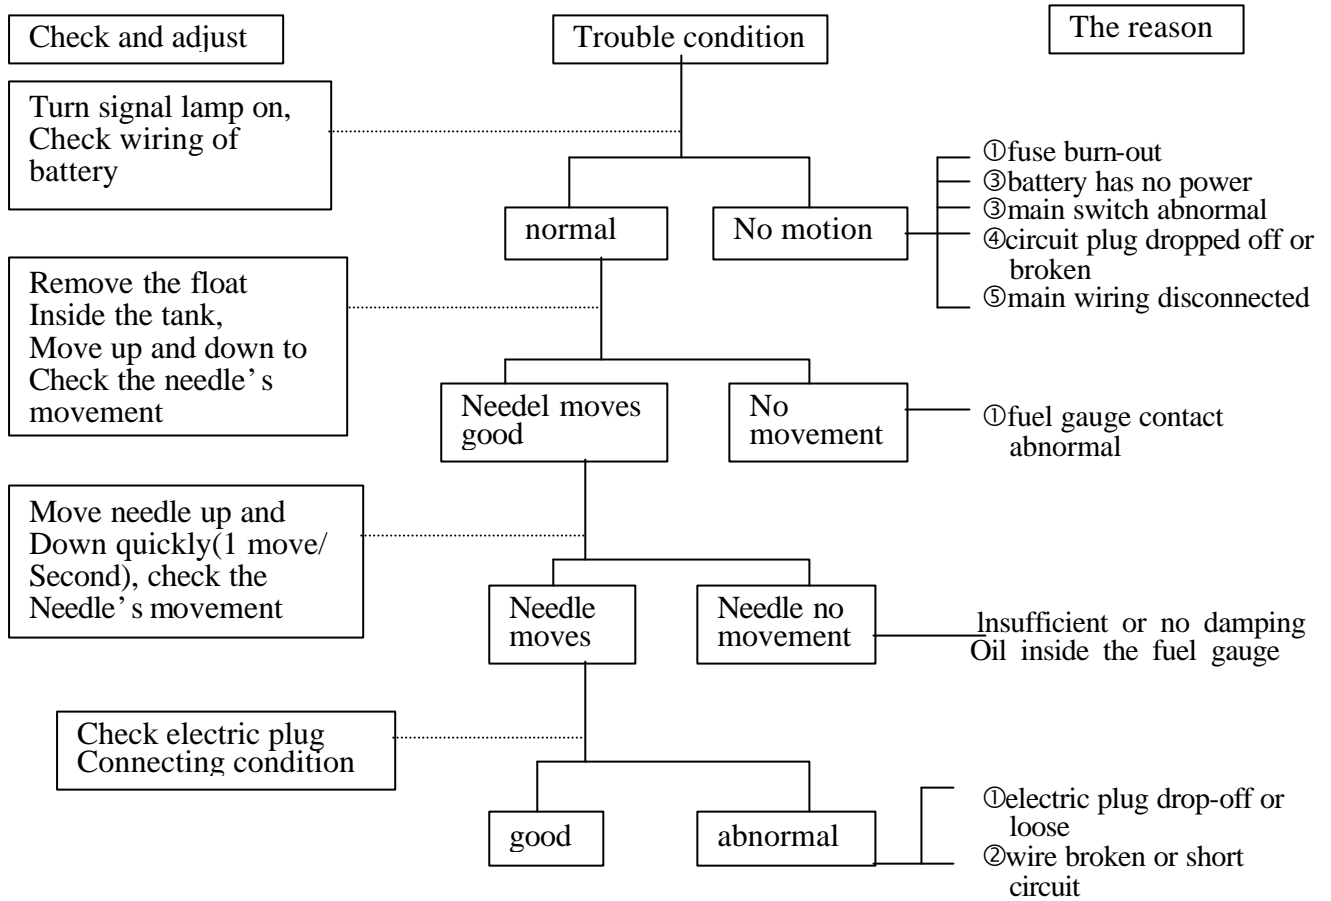 Check and adjust
Trouble condition
The reason
Turn signal lamp on,
Check wiring of
battery
①fuse burn-out
③battery has no power
③main switch abnormal
④circuit plug dropped off or
broken
⑤main wiring disconnected
normal
No motion
Remove the float
Inside the tank,
Move up and down to
Check the needle's
movement
Needel moves
good
No
movement
①fuel gauge contact
abnormal
Move needle up and
Down quickly(1 move/
Second), check the
Needle's movement
Needle
moves
Needle no
movement
Insufficient or no damping
Oil inside the fuel gauge
Check electric plug
Connecting condition
good
abnormal
①electric plug drop-off or
loose
②wire broken or short
circuit